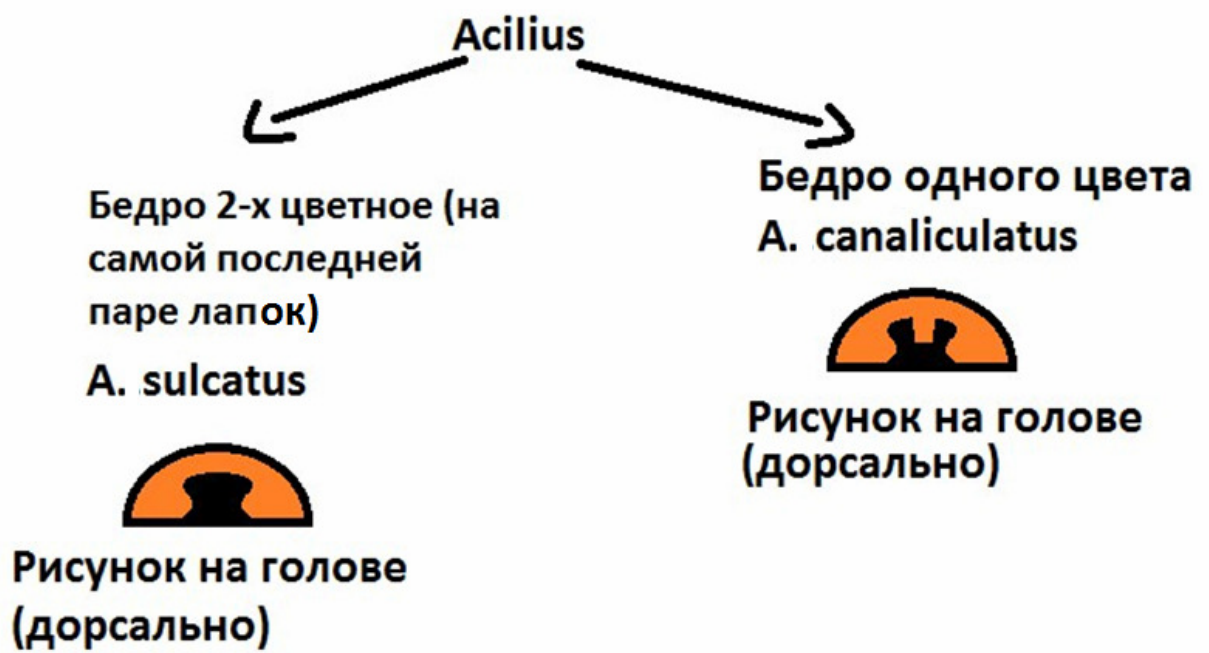 Acilius
Бедро 2-х цветное (на
самой последней
паре лапок)
A. sulcatus
Рисунок на голове
(дорсально)
Бедро одного цвета
A. canaliculatus
Рисунок на голове
(дорсально)